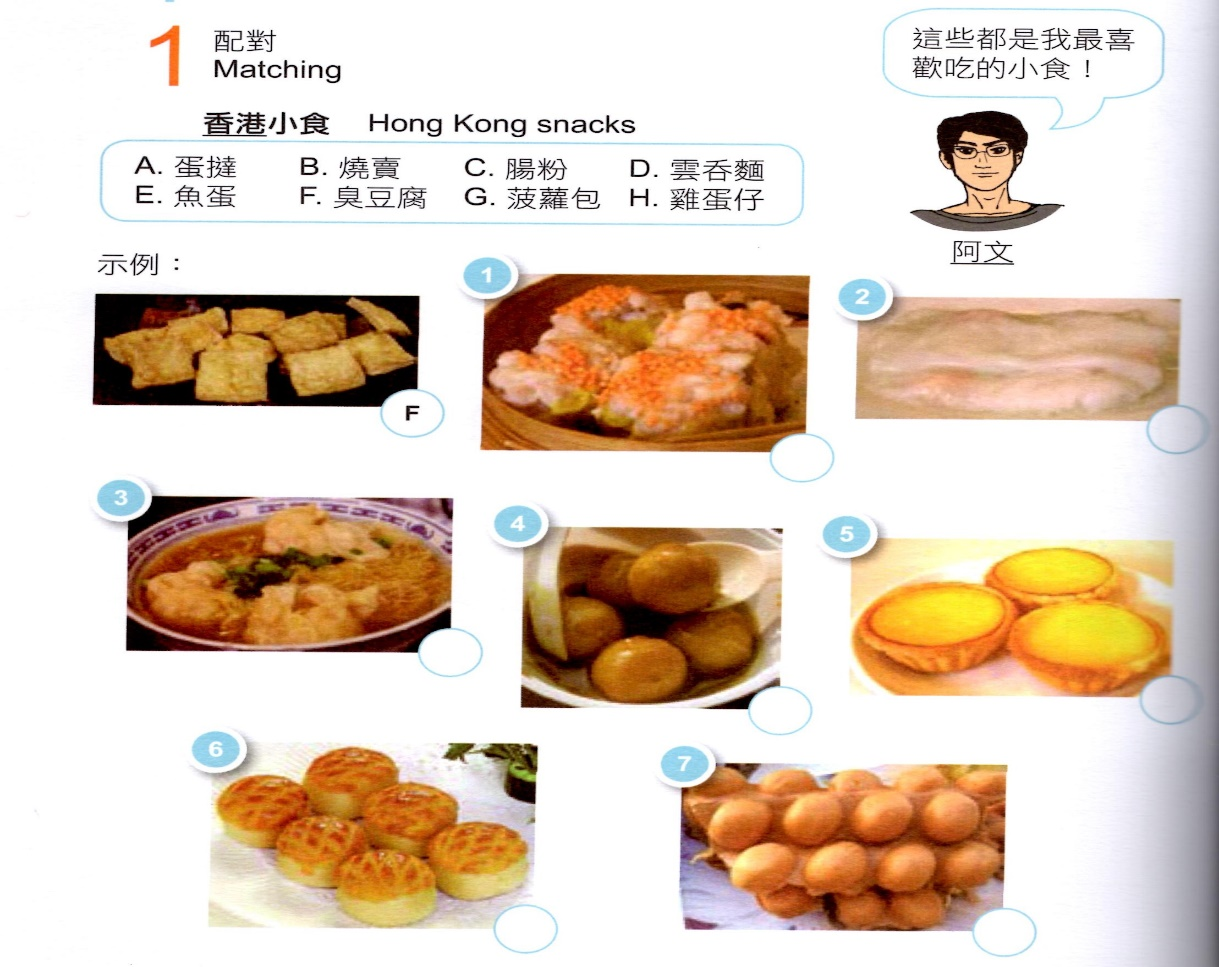 1
配對
Matching
這些都是我最喜
歡吃的小食！
香港小食 Hong Kong snacks
A. 蛋撻 B. 燒賣 C. 腸粉 D. 雲吞麵
E. 魚蛋 F. 臭豆腐 G. 菠蘿包 H. 雞蛋仔
阿文
示例：
F
1
2
3
4
5
6
7